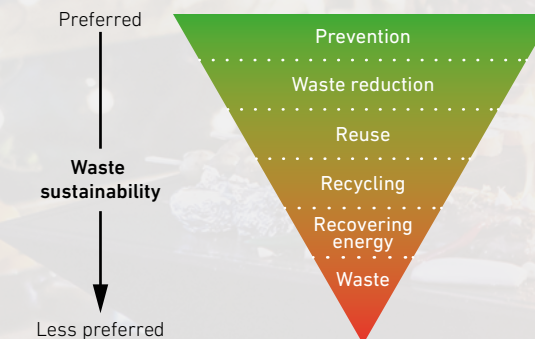 Preferred
Waste
sustainability
Less preferred
Prevention
Waste reduction
Reuse
Recycling
Recovering
energy
Waste